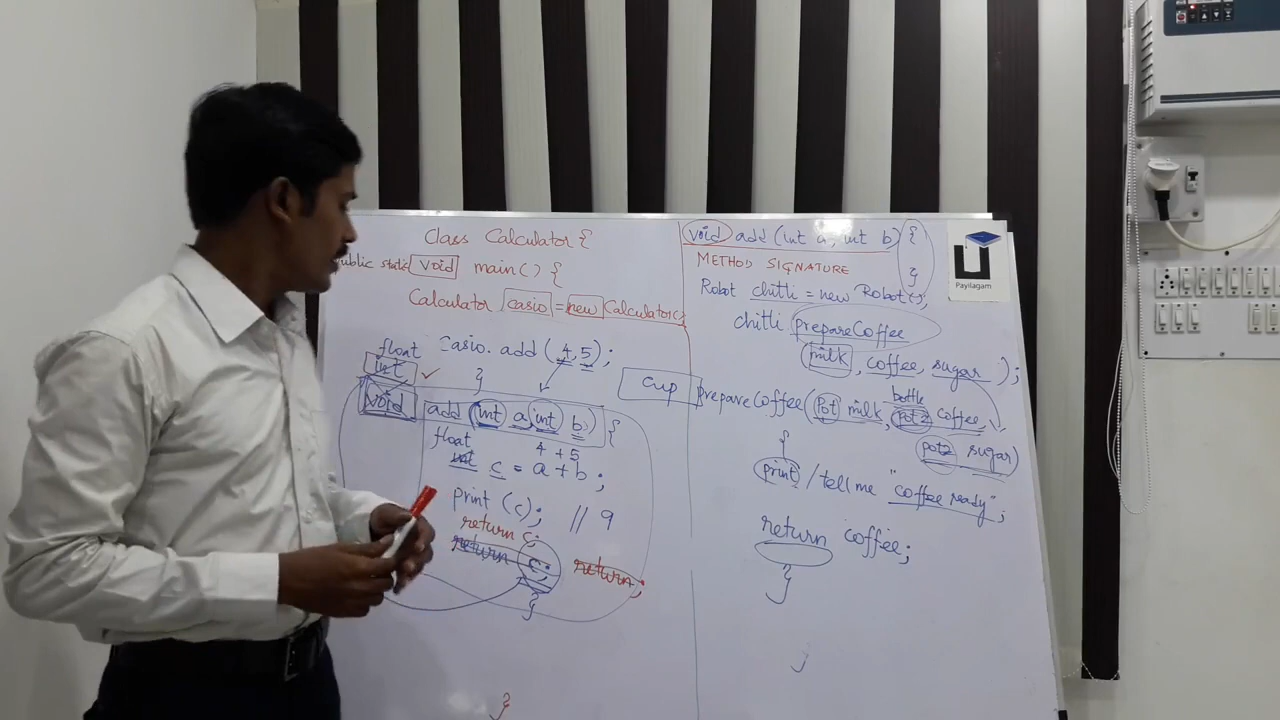 Class Calculator {
public static void main() {
Calculator casio = new Calculator()
Casio. add (4,5);
}
float
int
void add (int a, int b) {
float 4 + 5
int c = a + b ;
print (c); // 9
return c;
return c; return;
}
}
void add (int a, int b) {
}
METHOD SIGNATURE
Robot chitti = new Robot();
chitti prepareCoffee
(milk, coffee, sugar );
bottle
Cup prepareCoffee (Pot milk, Pot2 coffee,
pot2 sugar)
{
print / tell me "coffee ready";
return coffee;
}
Payilagam